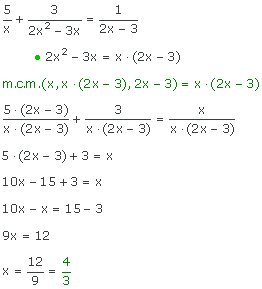 5/x + 3/(2x² − 3x) = 1/(2x − 3)
• 2x² − 3x = x · (2x − 3)
m.c.m.(x, x · (2x − 3), 2x − 3) = x · (2x − 3)
5 · (2x − 3)/(x · (2x − 3)) + 3/(x · (2x − 3)) = x/(x · (2x − 3))
5 · (2x − 3) + 3 = x
10x − 15 + 3 = x
10x − x = 15 − 3
9x = 12
x = 12/9 = 4/3